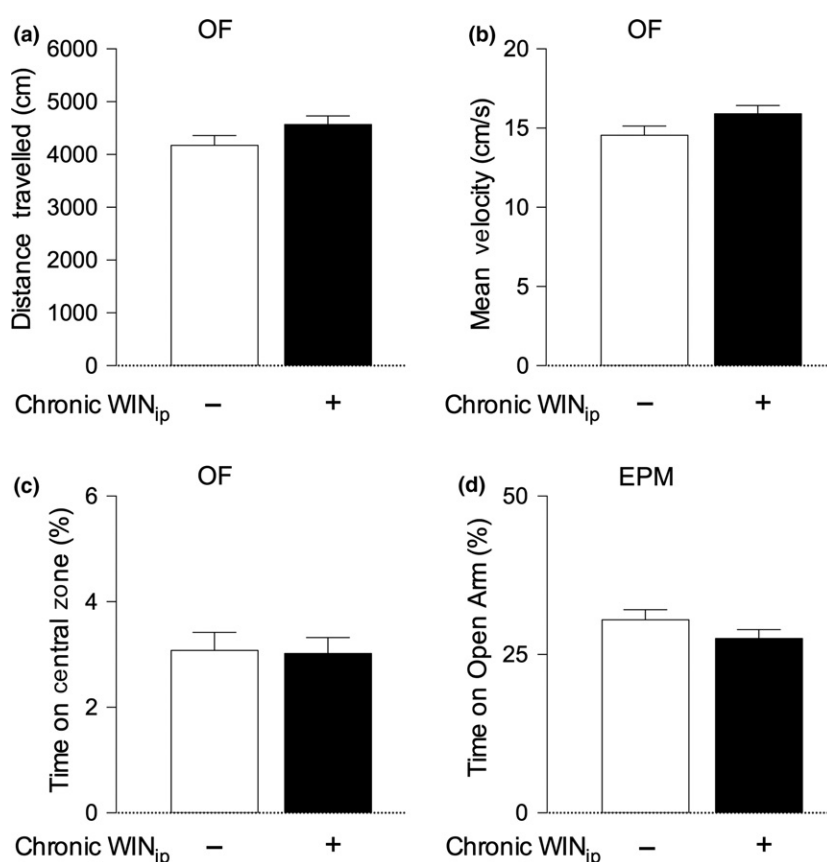 (a) OF
Distance travelled (cm)
6000
5000
4000
3000
2000
1000
0
Chronic WINip − +
(b) OF
Mean velocity (cm/s)
20
15
10
5
0
Chronic WINip − +
(c) OF
Time on central zone (%)
6
4
2
0
Chronic WINip − +
(d) EPM
Time on Open Arm (%)
50
25
0
Chronic WINip − +